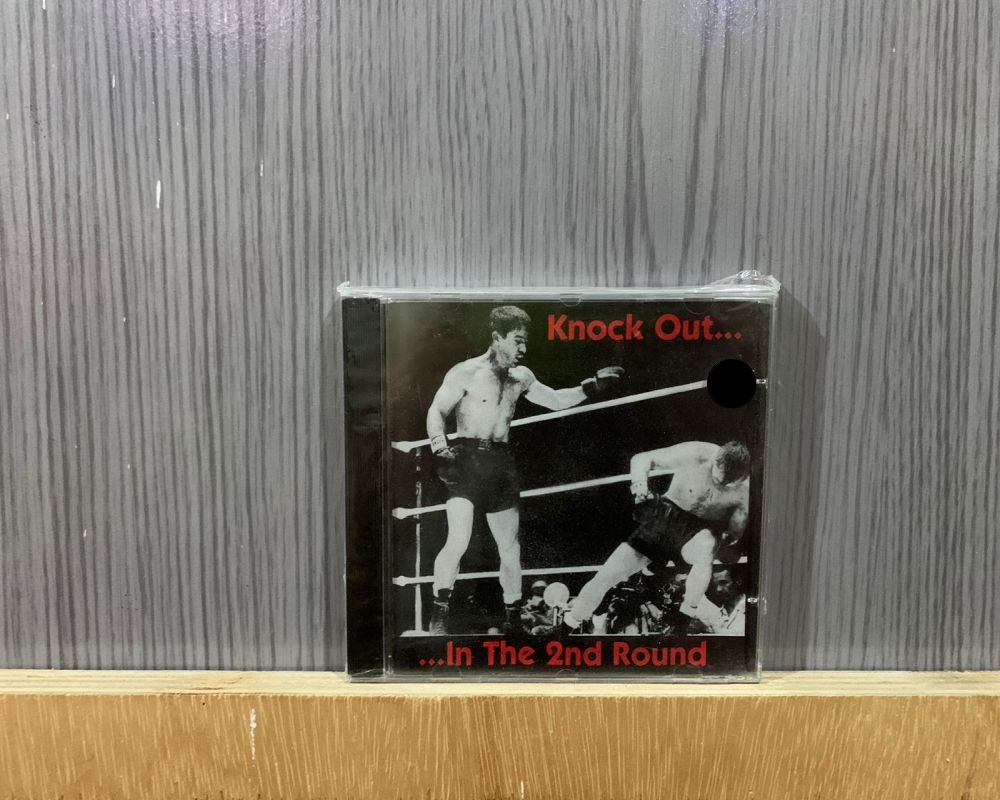 Knock Out...
...In The 2nd Round